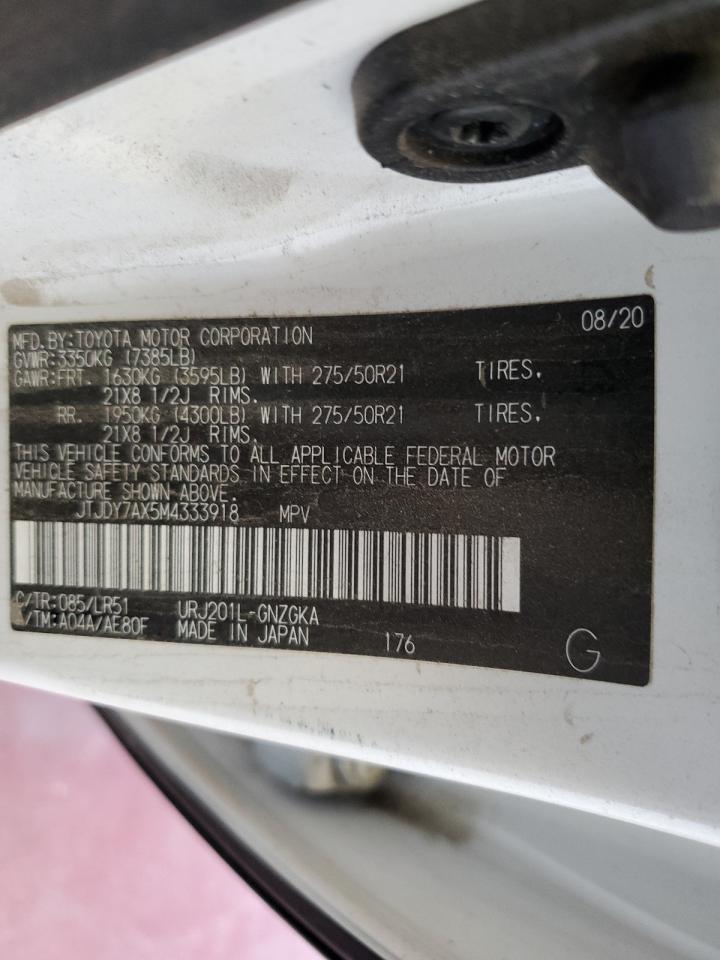 08/20
MFD.BY:TOYOTA MOTOR CORPORATION
GVWR:3350KG (7385LB)
GAWR:FRT. 1630KG (3595LB) WITH 275/50R21 TIRES,
21X8 1/2J RIMS.
RR. 1950KG (4300LB) WITH 275/50R21 TIRES,
21X8 1/2J RIMS.
THIS VEHICLE CONFORMS TO ALL APPLICABLE FEDERAL MOTOR
VEHICLE SAFETY STANDARDS IN EFFECT ON THE DATE OF
MANUFACTURE SHOWN ABOVE.
JTJDY7AX5M4333918 MPV
C/TR:085/LR51 URJ201L-GNZGKA
/TM:A04A/AE80F MADE IN JAPAN 176 G